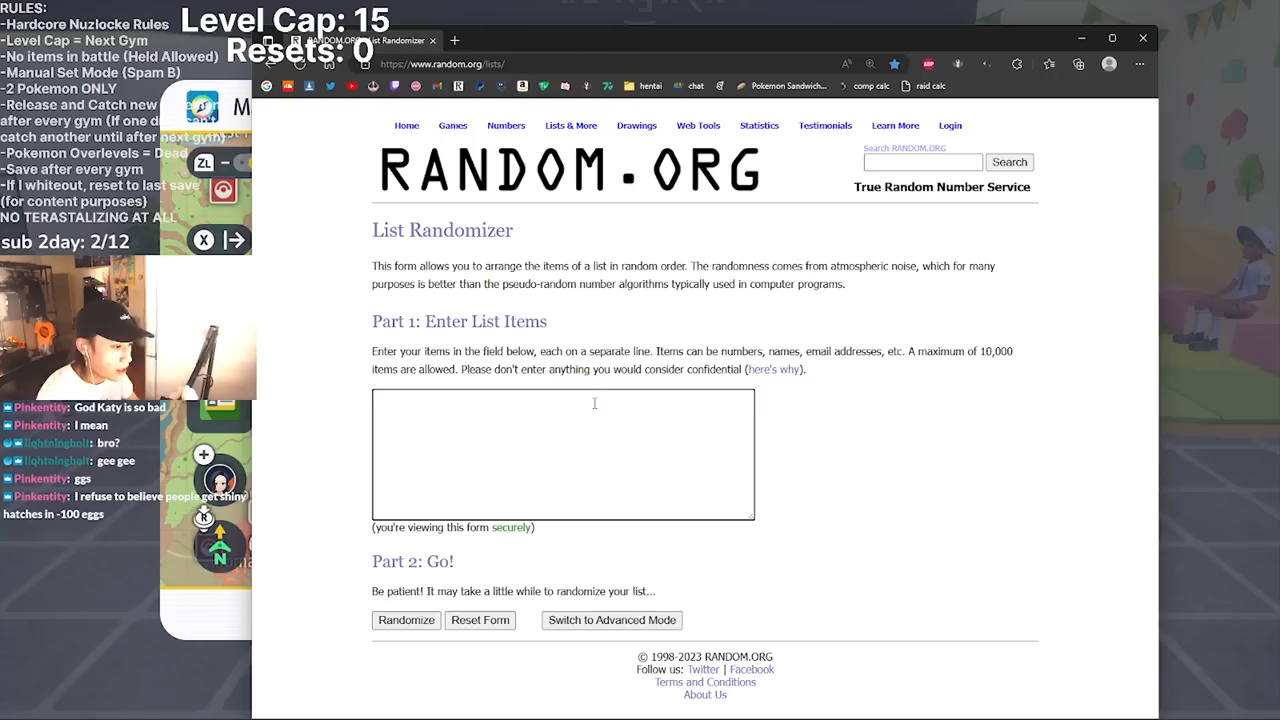 RULES:
-Hardcore Nuzlocke Rules
-Level Cap = Next Gym
-No items in battle (Held Allowed)
-Manual Set Mode (Spam B)
-2 Pokemon ONLY
-Release and Catch new
after every gym (If one d
catch another until after next gym)
-Pokemon Overlevels = Dead
-Save after every gym
-If I whiteout, reset to last save
(for content purposes)
NO TERASTALIZING AT ALL
sub 2day: 2/12
Level Cap: 15
Resets: 0
M
ZL
X
R
N
Pinkentity: God Katy is so bad
Pinkentity: I mean
liqhtningbolt: bro?
liqhtningbolt: gee gee
Pinkentity: ggs
Pinkentity: I refuse to believe people get shiny
hatches in -100 eggs
RANDOM.ORG - List Randomizer
https://www.random.org/lists/
hentai
chat
Pokemon Sandwich...
comp calc
raid calc
Home
Games
Numbers
Lists & More
Drawings
Web Tools
Statistics
Testimonials
Learn More
Login
RANDOM.ORG
Search RANDOM.ORG
Search
True Random Number Service
List Randomizer
This form allows you to arrange the items of a list in random order. The randomness comes from atmospheric noise, which for many
purposes is better than the pseudo-random number algorithms typically used in computer programs.
Part 1: Enter List Items
Enter your items in the field below, each on a separate line. Items can be numbers, names, email addresses, etc. A maximum of 10,000
items are allowed. Please don't enter anything you would consider confidential (here's why).
(you're viewing this form securely)
Part 2: Go!
Be patient! It may take a little while to randomize your list...
Randomize
Reset Form
Switch to Advanced Mode
© 1998-2023 RANDOM.ORG
Follow us: Twitter | Facebook
Terms and Conditions
About Us